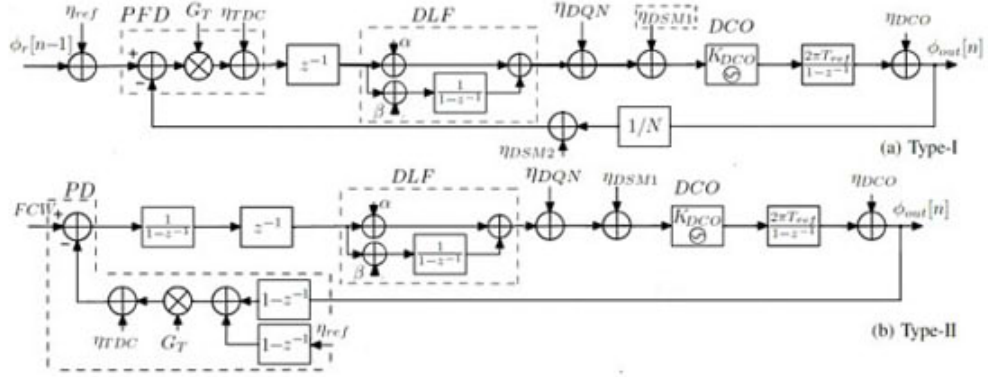 η_ref PFD G_T η_TDC DLF η_DQN η_DSM1 DCO η_DCO
ϕ_r[n-1] + − z⁻¹ α K_DCO 2πT_ref/1−z⁻¹ ϕ_out[n]
β 1/1−z⁻¹
η_DSM2 1/N
(a) Type-I
PD DLF η_DQN η_DSM1 DCO η_DCO
FCW + − 1/1−z⁻¹ z⁻¹ α K_DCO 2πT_ref/1−z⁻¹ ϕ_out[n]
β 1/1−z⁻¹
1−z⁻¹
η_TDC G_T 1−z⁻¹ η_ref
(b) Type-II